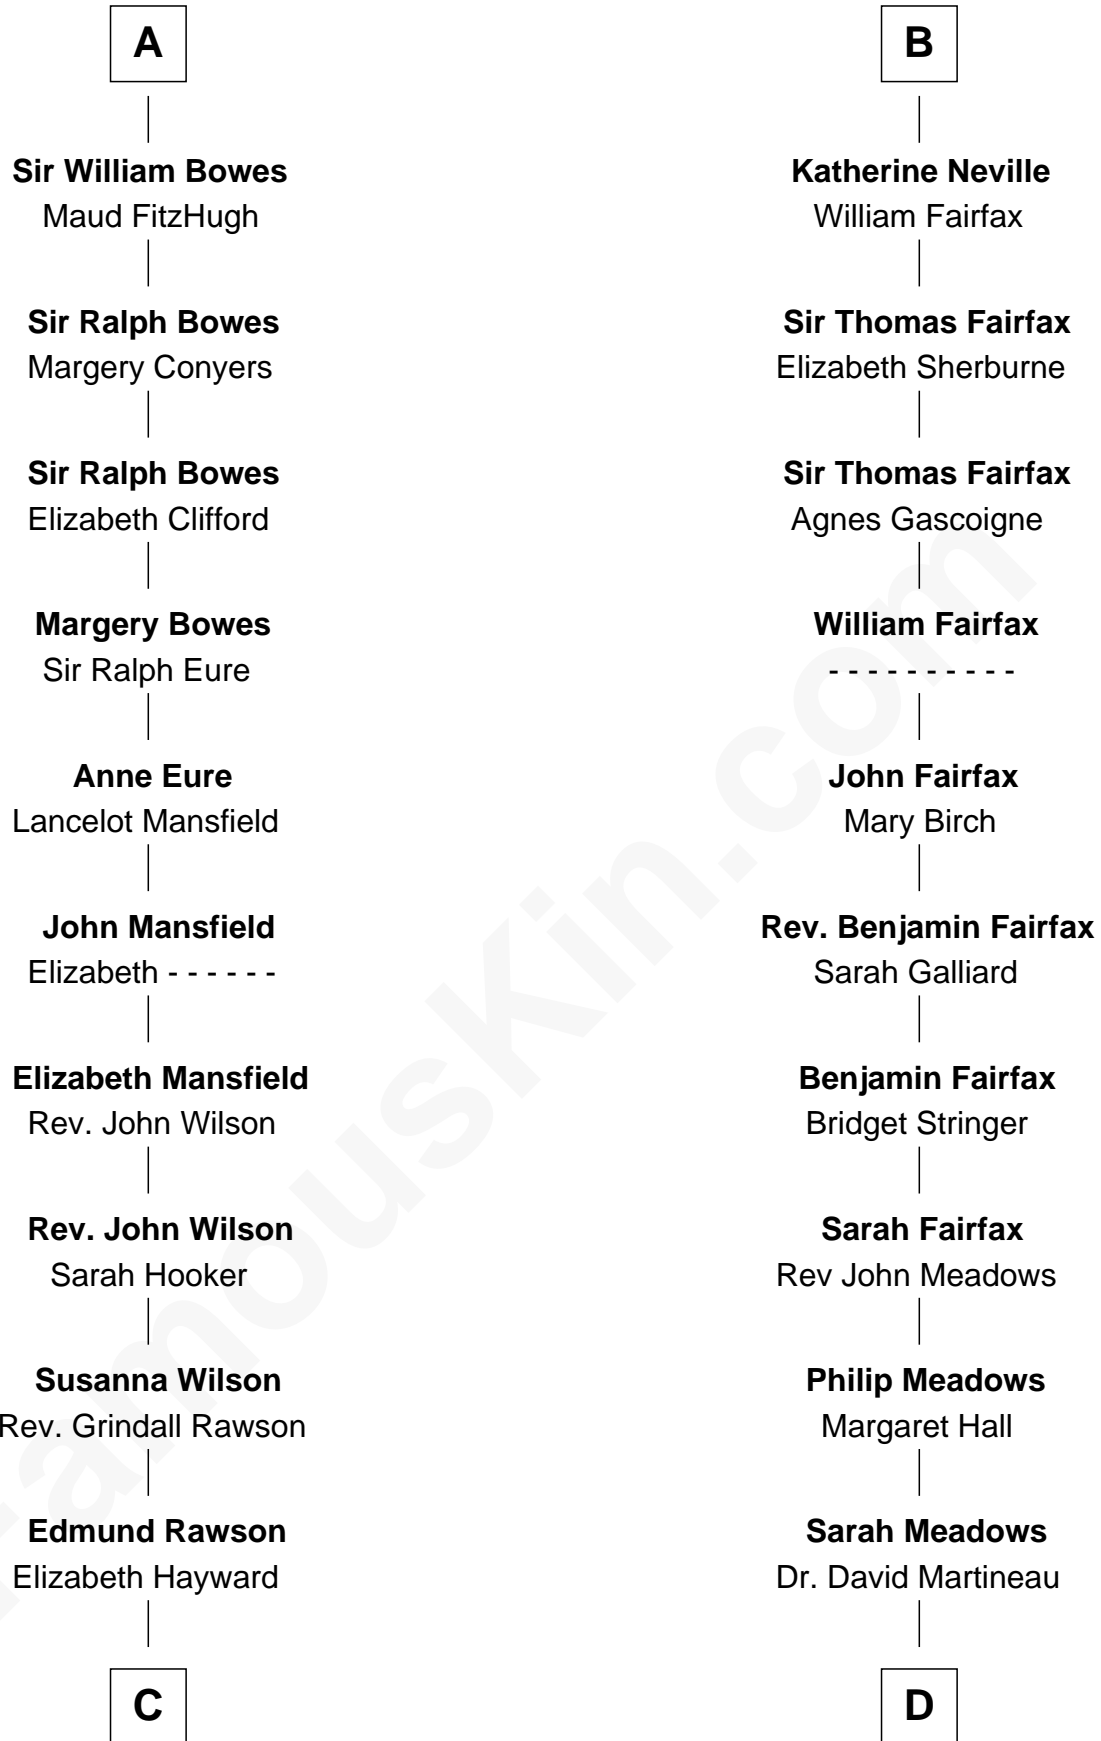 A
Sir William Bowes
Maud FitzHugh
Sir Ralph Bowes
Margery Conyers
Sir Ralph Bowes
Elizabeth Clifford
Margery Bowes
Sir Ralph Eure
Anne Eure
Lancelot Mansfield
John Mansfield
Elizabeth - - - - - -
Elizabeth Mansfield
Rev. John Wilson
Rev. John Wilson
Sarah Hooker
Susanna Wilson
Rev. Grindall Rawson
Edmund Rawson
Elizabeth Hayward
C
B
Katherine Neville
William Fairfax
Sir Thomas Fairfax
Elizabeth Sherburne
Sir Thomas Fairfax
Agnes Gascoigne
William Fairfax
- - - - - - - - - -
John Fairfax
Mary Birch
Rev. Benjamin Fairfax
Sarah Galliard
Benjamin Fairfax
Bridget Stringer
Sarah Fairfax
Rev John Meadows
Philip Meadows
Margaret Hall
Sarah Meadows
Dr. David Martineau
D
FamousKin.com